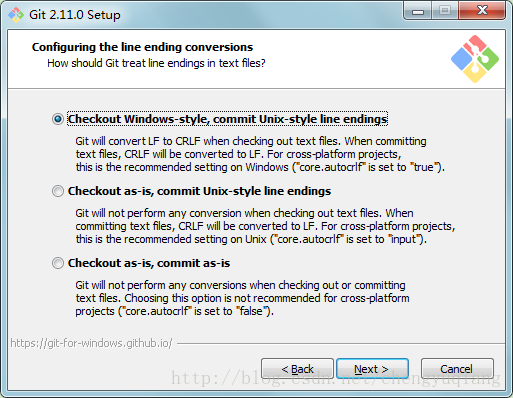 Git 2.11.0 Setup
Configuring the line ending conversions
How should Git treat line endings in text files?
Checkout Windows-style, commit Unix-style line endings
Git will convert LF to CRLF when checking out text files. When committing
text files, CRLF will be converted to LF. For cross-platform projects,
this is the recommended setting on Windows ("core.autocrlf" is set to "true").
Checkout as-is, commit Unix-style line endings
Git will not perform any conversion when checking out text files. When
committing text files, CRLF will be converted to LF. For cross-platform projects,
this is the recommended setting on Unix ("core.autocrlf" is set to "input").
Checkout as-is, commit as-is
Git will not perform any conversions when checking out or committing
text files. Choosing this option is not recommended for cross-platform
projects ("core.autocrlf" is set to "false").
https://git-for-windows.github.io/
< Back Next > Cancel
http://blog.csdn.net/chengyuqiang